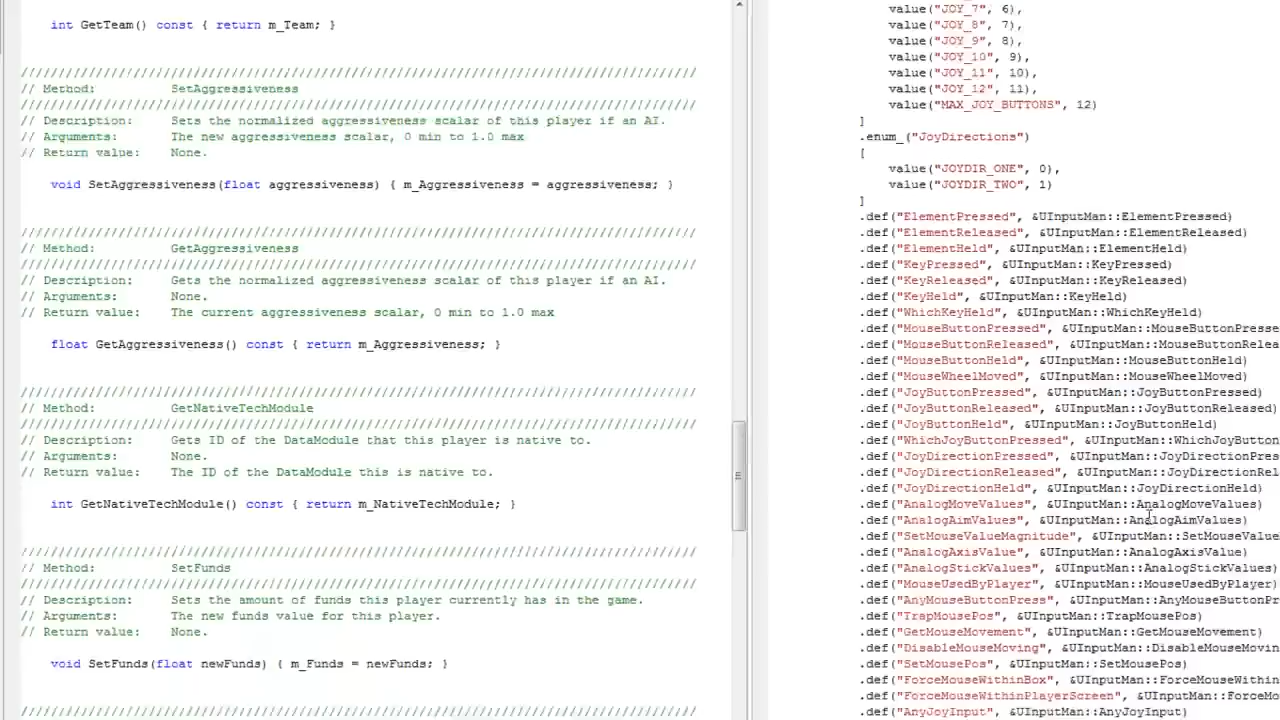 int GetTeam() const { return m_Team; }
//////////////////////////////////////////////////////////////////////////////////////////
// Method: SetAggressiveness
//////////////////////////////////////////////////////////////////////////////////////////
// Description: Sets the normalized aggressiveness scalar of this player if an AI.
// Arguments: The new aggressiveness scalar, 0 min to 1.0 max
// Return value: None.
void SetAggressiveness(float aggressiveness) { m_Aggressiveness = aggressiveness; }
//////////////////////////////////////////////////////////////////////////////////////////
// Method: GetAggressiveness
//////////////////////////////////////////////////////////////////////////////////////////
// Description: Gets the normalized aggressiveness scalar of this player if an AI.
// Arguments: None.
// Return value: The current aggressiveness scalar, 0 min to 1.0 max
float GetAggressiveness() const { return m_Aggressiveness; }
//////////////////////////////////////////////////////////////////////////////////////////
// Method: GetNativeTechModule
//////////////////////////////////////////////////////////////////////////////////////////
// Description: Gets ID of the DataModule that this player is native to.
// Arguments: None.
// Return value: The ID of the DataModule this is native to.
int GetNativeTechModule() const { return m_NativeTechModule; }
//////////////////////////////////////////////////////////////////////////////////////////
// Method: SetFunds
//////////////////////////////////////////////////////////////////////////////////////////
// Description: Sets the amount of funds this player currently has in the game.
// Arguments: The new funds value for this player.
// Return value: None.
void SetFunds(float newFunds) { m_Funds = newFunds; }
//////////////////////////////////////////////////////////////////////////////////////////
value("JOY_7", 6),
value("JOY_8", 7),
value("JOY_9", 8),
value("JOY_10", 9),
value("JOY_11", 10),
value("JOY_12", 11),
value("MAX_JOY_BUTTONS", 12)
]
.enum_("JoyDirections")
[
value("JOYDIR_ONE", 0),
value("JOYDIR_TWO", 1)
]
.def("ElementPressed", &UInputMan::ElementPressed)
.def("ElementReleased", &UInputMan::ElementReleased)
.def("ElementHeld", &UInputMan::ElementHeld)
.def("KeyPressed", &UInputMan::KeyPressed)
.def("KeyReleased", &UInputMan::KeyReleased)
.def("KeyHeld", &UInputMan::KeyHeld)
.def("WhichKeyHeld", &UInputMan::WhichKeyHeld)
.def("MouseButtonPressed", &UInputMan::MouseButtonPresse
.def("MouseButtonReleased", &UInputMan::MouseButtonRelea
.def("MouseButtonHeld", &UInputMan::MouseButtonHeld)
.def("MouseWheelMoved", &UInputMan::MouseWheelMoved)
.def("JoyButtonPressed", &UInputMan::JoyButtonPressed)
.def("JoyButtonReleased", &UInputMan::JoyButtonReleased)
.def("JoyButtonHeld", &UInputMan::JoyButtonHeld)
.def("WhichJoyButtonPressed", &UInputMan::WhichJoyButton
.def("JoyDirectionPressed", &UInputMan::JoyDirectionPres
.def("JoyDirectionReleased", &UInputMan::JoyDirectionRel
.def("JoyDirectionHeld", &UInputMan::JoyDirectionHeld)
.def("AnalogMoveValues", &UInputMan::AnalogMoveValues)
.def("AnalogAimValues", &UInputMan::AnalogAimValues)
.def("SetMouseValueMagnitude", &UInputMan::SetMouseValue
.def("AnalogAxisValue", &UInputMan::AnalogAxisValue)
.def("AnalogStickValues", &UInputMan::AnalogStickValues)
.def("MouseUsedByPlayer", &UInputMan::MouseUsedByPlayer)
.def("AnyMouseButtonPress", &UInputMan::AnyMouseButtonPr
.def("TrapMousePos", &UInputMan::TrapMousePos)
.def("GetMouseMovement", &UInputMan::GetMouseMovement)
.def("DisableMouseMoving", &UInputMan::DisableMouseMovin
.def("SetMousePos", &UInputMan::SetMousePos)
.def("ForceMouseWithinBox", &UInputMan::ForceMouseWithin
.def("ForceMouseWithinPlayerScreen", &UInputMan::ForceMo
.def("AnyJoyInput", &UInputMan::AnyJoyInput)